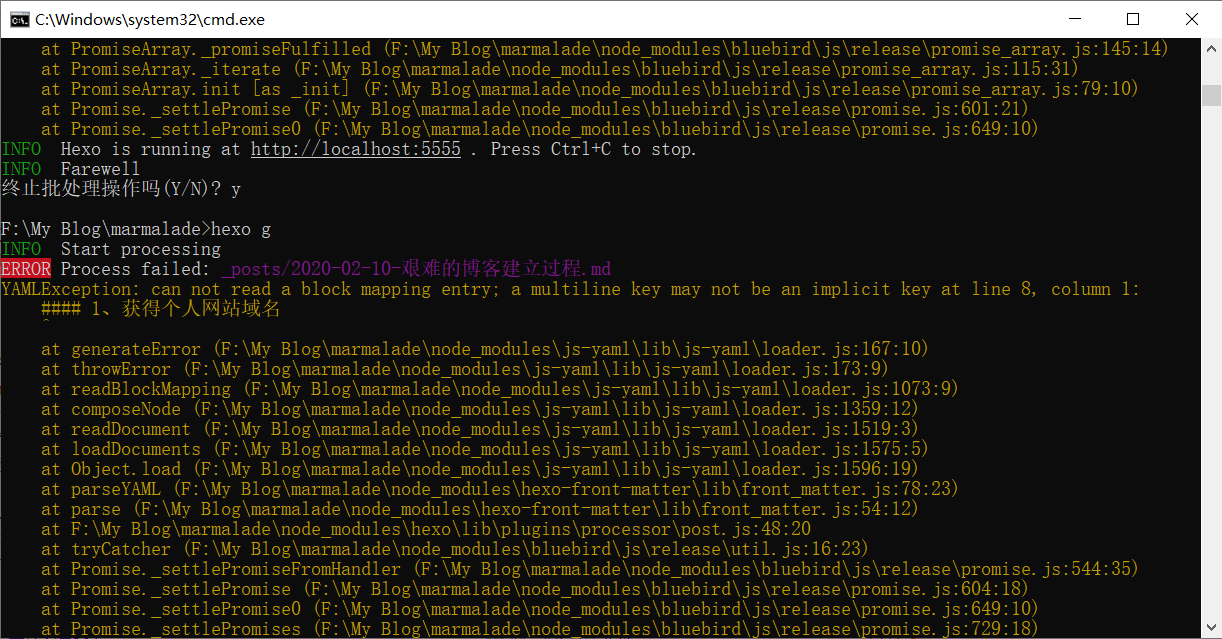 C:\Windows\system32\cmd.exe
at PromiseArray._promiseFulfilled (F:\My Blog\marmalade\node_modules\bluebird\js\release\promise_array.js:145:14)
at PromiseArray._iterate (F:\My Blog\marmalade\node_modules\bluebird\js\release\promise_array.js:115:31)
at PromiseArray.init [as _init] (F:\My Blog\marmalade\node_modules\bluebird\js\release\promise_array.js:79:10)
at Promise._settlePromise (F:\My Blog\marmalade\node_modules\bluebird\js\release\promise.js:601:21)
at Promise._settlePromise0 (F:\My Blog\marmalade\node_modules\bluebird\js\release\promise.js:649:10)
INFO  Hexo is running at http://localhost:5555 . Press Ctrl+C to stop.
INFO  Farewell
终止批处理操作吗(Y/N)? y
F:\My Blog\marmalade>hexo g
INFO  Start processing
ERROR Process failed: _posts/2020-02-10-艰难的博客建立过程.md
YAMLException: can not read a block mapping entry; a multiline key may not be an implicit key at line 8, column 1:
#### 1、获得个人网站域名
^
at generateError (F:\My Blog\marmalade\node_modules\js-yaml\lib\js-yaml\loader.js:167:10)
at throwError (F:\My Blog\marmalade\node_modules\js-yaml\lib\js-yaml\loader.js:173:9)
at readBlockMapping (F:\My Blog\marmalade\node_modules\js-yaml\lib\js-yaml\loader.js:1073:9)
at composeNode (F:\My Blog\marmalade\node_modules\js-yaml\lib\js-yaml\loader.js:1359:12)
at readDocument (F:\My Blog\marmalade\node_modules\js-yaml\lib\js-yaml\loader.js:1519:3)
at loadDocuments (F:\My Blog\marmalade\node_modules\js-yaml\lib\js-yaml\loader.js:1575:5)
at Object.load (F:\My Blog\marmalade\node_modules\js-yaml\lib\js-yaml\loader.js:1596:19)
at parseYAML (F:\My Blog\marmalade\node_modules\hexo-front-matter\lib\front_matter.js:78:23)
at parse (F:\My Blog\marmalade\node_modules\hexo-front-matter\lib\front_matter.js:54:12)
at F:\My Blog\marmalade\node_modules\hexo\lib\plugins\processor\post.js:48:20
at tryCatcher (F:\My Blog\marmalade\node_modules\bluebird\js\release\util.js:16:23)
at Promise._settlePromiseFromHandler (F:\My Blog\marmalade\node_modules\bluebird\js\release\promise.js:544:35)
at Promise._settlePromise (F:\My Blog\marmalade\node_modules\bluebird\js\release\promise.js:604:18)
at Promise._settlePromise0 (F:\My Blog\marmalade\node_modules\bluebird\js\release\promise.js:649:10)
at Promise._settlePromises (F:\My Blog\marmalade\node_modules\bluebird\js\release\promise.js:729:18)